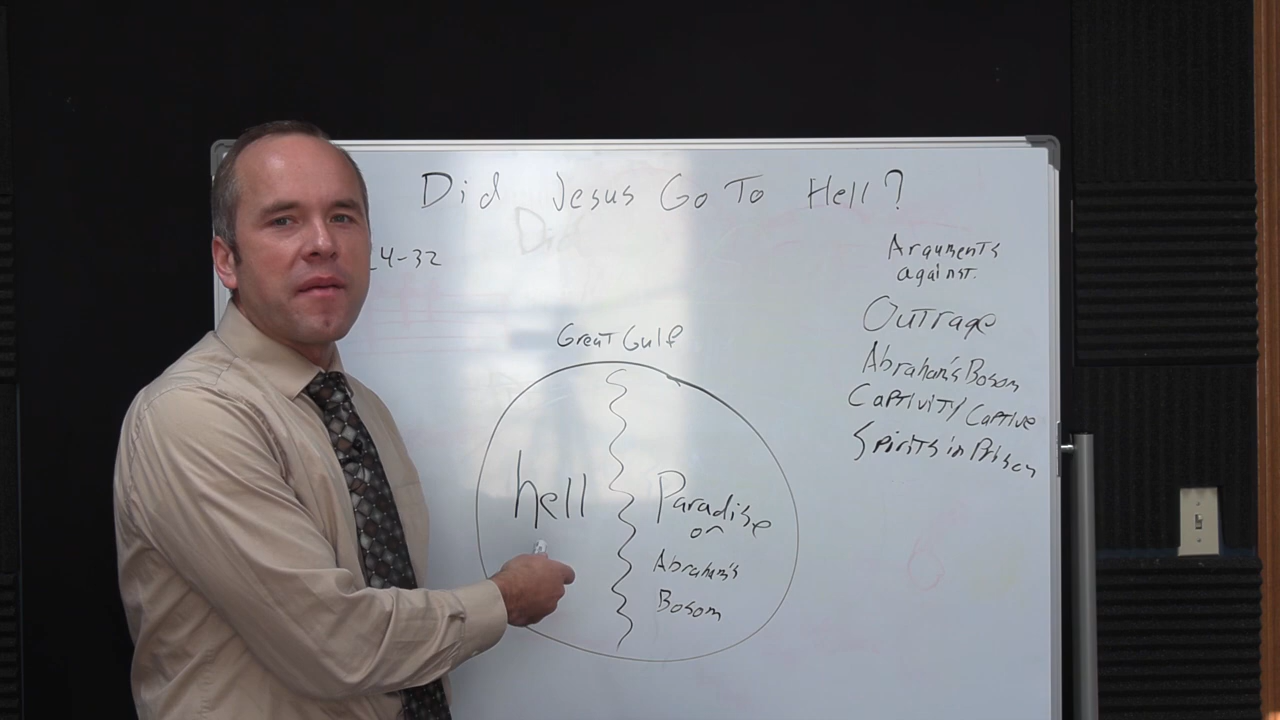 Did Jesus Go To Hell?
24-32
Arguments
against.
Outrage
Abraham's Bosom
Captivity/Captive
Spirits in Prison
Great Gulf
hell
Paradise
or
Abraham's
Bosom